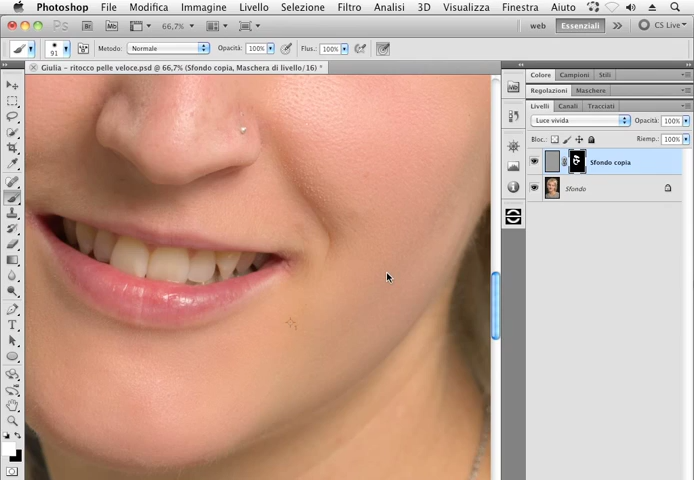 Photoshop File Modifica Immagine Livello Selezione Filtro Analisi 3D Visualizza Finestra Aiuto
66,7% web Essenziali CS Live
91 Metodo: Normale Opacità: 100% Flus.: 100%
Giulia - ritocco pelle veloce.psd @ 66,7% (Sfondo copia, Maschera di livello/16) *
Colore Campioni Stili
Regolazioni Maschere
Livelli Canali Tracciati
Luce vivida Opacità: 100%
Bloc.: Riemp.: 100%
Sfondo copia
Sfondo